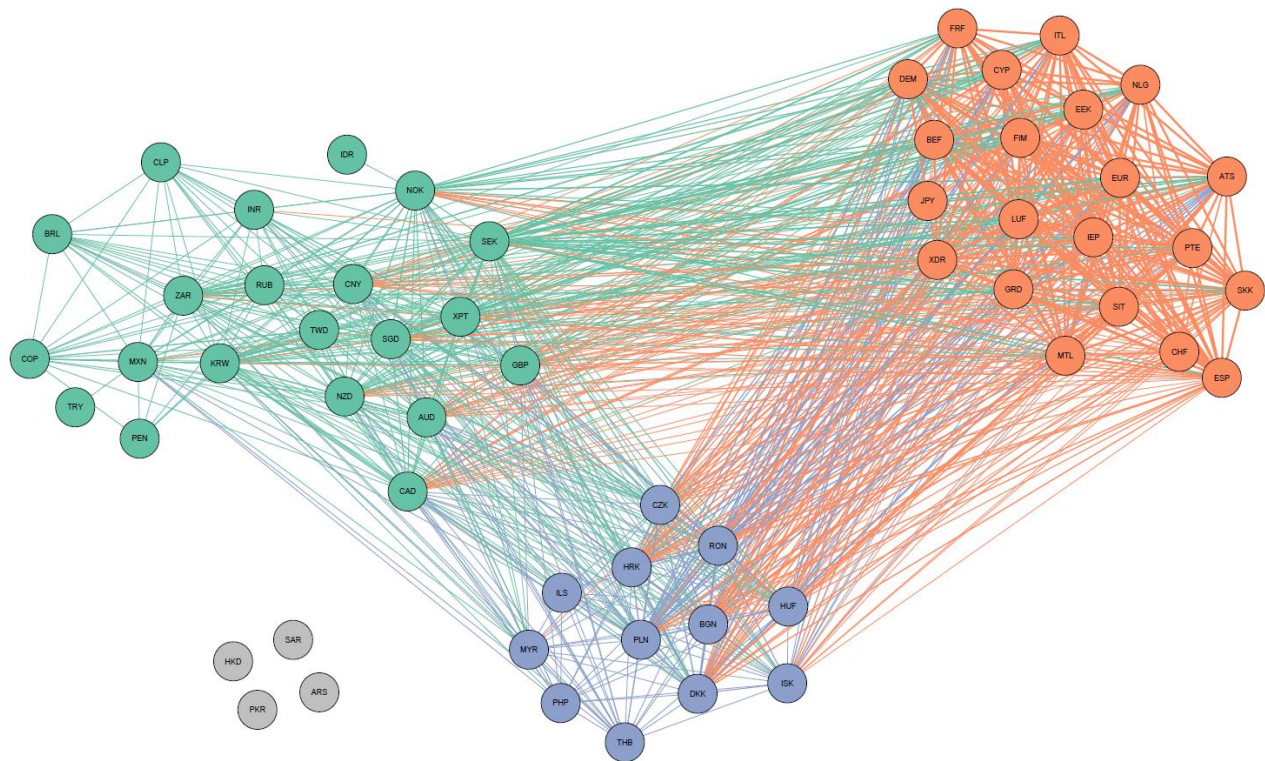 FRF
ITL
DEM
CYP
NLG
EEK
BEF
FIM
IDR
CLP
EUR
ATS
NOK
JPY
INR
LUF
BRL
SEK
IEP
PTE
XDR
RUB
CNY
GRD
SKK
ZAR
SIT
XPT
TWD
SGD
CHF
MTL
COP
MXN
KRW
GBP
ESP
NZD
TRY
AUD
PEN
CAD
CZK
RON
HRK
ILS
HUF
BGN
PLN
SAR
MYR
HKD
ISK
ARS
DKK
PHP
PKR
THB